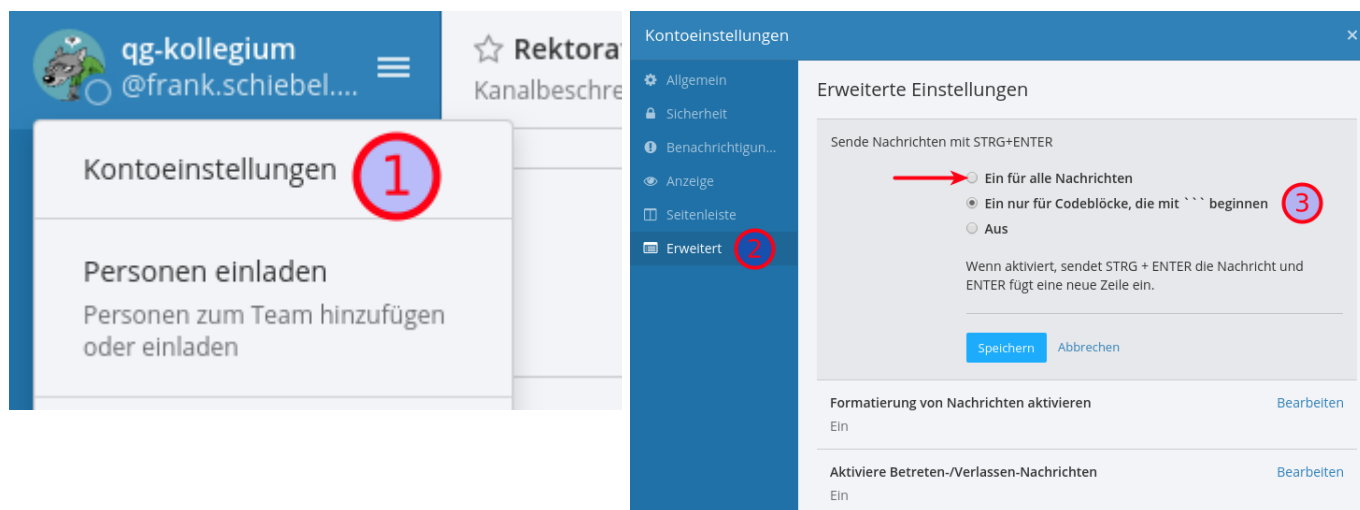 qg-kollegium
@frank.schiebel....
Kontoeinstellungen
1
Personen einladen
Personen zum Team hinzufügen
oder einladen
Rektora
Kanalbeschre
Kontoeinstellungen
×
Allgemein
Sicherheit
Benachrichtigun...
Anzeige
Seitenleiste
Erweitert
2
Erweiterte Einstellungen
Sende Nachrichten mit STRG+ENTER
Ein für alle Nachrichten
Ein nur für Codeblöcke, die mit ``` beginnen
3
Aus
Wenn aktiviert, sendet STRG + ENTER die Nachricht und
ENTER fügt eine neue Zeile ein.
Speichern Abbrechen
Formatierung von Nachrichten aktivieren Bearbeiten
Ein
Aktiviere Betreten-/Verlassen-Nachrichten Bearbeiten
Ein